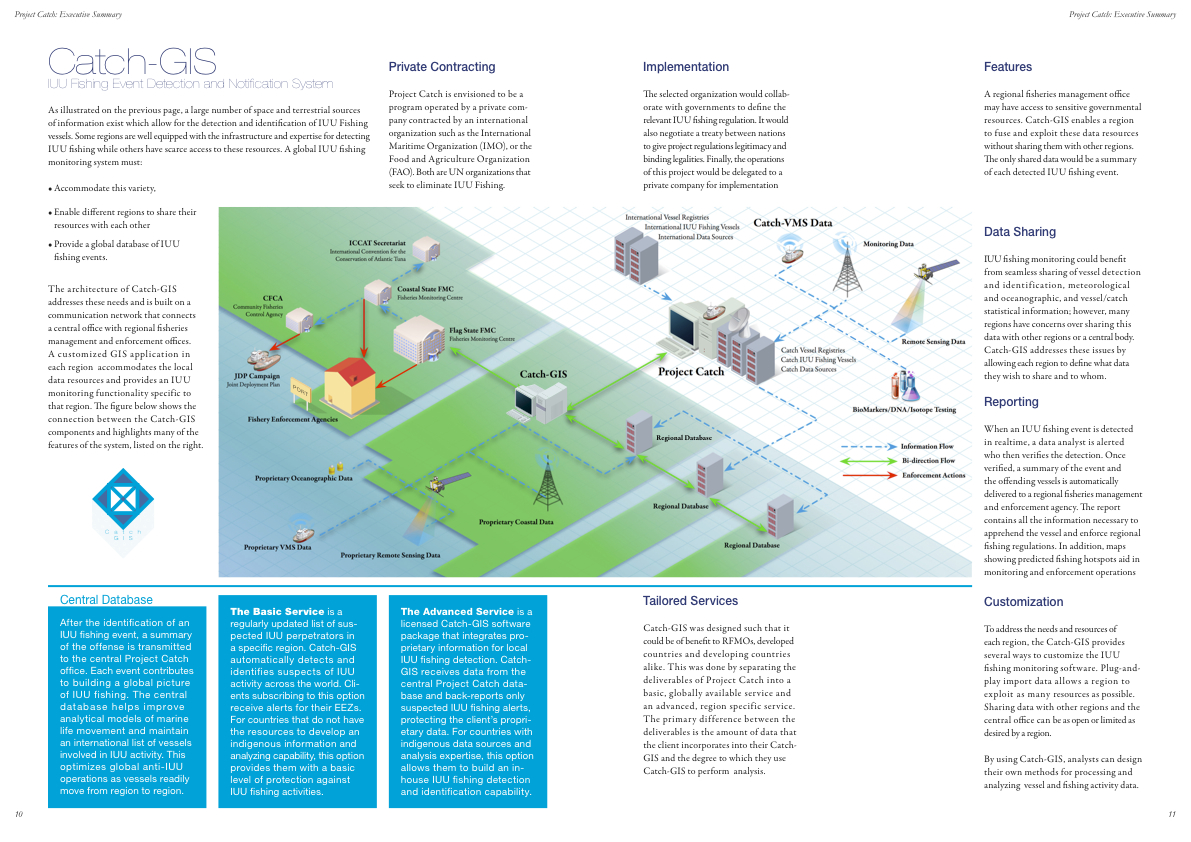 Project Catch: Executive Summary
Project Catch: Executive Summary
Catch-GIS
IUU Fishing Event Detection and Notification System
As illustrated on the previous page, a large number of space and terrestrial sources
of information exist which allow for the detection and identification of IUU Fishing
vessels. Some regions are well equipped with the infrastructure and expertise for detecting
IUU fishing while others have scarce access to these resources. A global IUU fishing
monitoring system must:
• Accommodate this variety,
• Enable different regions to share their
resources with each other
• Provide a global database of IUU
fishing events.
The architecture of Catch-GIS
addresses these needs and is built on a
communication network that connects
a central office with regional fisheries
management and enforcement offices.
A customized GIS application in
each region accommodates the local
data resources and provides an IUU
monitoring functionality specific to
that region. The figure below shows the
connection between the Catch-GIS
components and highlights many of the
features of the system, listed on the right.
Catch
GIS
Private Contracting
Project Catch is envisioned to be a
program operated by a private com-
pany contracted by an international
organization such as the International
Maritime Organization (IMO), or the
Food and Agriculture Organization
(FAO). Both are UN organizations that
seek to eliminate IUU Fishing.
Implementation
The selected organization would collab-
orate with governments to define the
relevant IUU fishing regulation. It would
also negotiate a treaty between nations
to give project regulations legitimacy and
binding legalities. Finally, the operations
of this project would be delegated to a
private company for implementation
Features
A regional fisheries management office
may have access to sensitive governmental
resources. Catch-GIS enables a region
to fuse and exploit these data resources
without sharing them with other regions.
The only shared data would be a summary
of each detected IUU fishing event.
International Vessel Registries
International IUU Fishing Vessels
International Data Sources
Catch-VMS Data
Monitoring Data
ICCAT Secretariat
International Convention for the
Conservation of Atlantic Tuna
Coastal State FMC
Fisheries Monitoring Centre
CFCA
Community Fisheries
Control Agency
Flag State FMC
Fisheries Monitoring Centre
Remote Sensing Data
Catch Vessel Registries
Catch IUU Fishing Vessels
Catch Data Sources
Project Catch
Catch-GIS
JDP Campaign
Joint Deployment Plan
PORT
Fishery Enforcement Agencies
BioMarkers/DNA/Isotope Testing
Regional Database
Information Flow
Bi-direction Flow
Enforcement Actions
Proprietary Oceanographic Data
Regional Database
Proprietary Coastal Data
Regional Database
Proprietary VMS Data
Proprietary Remote Sensing Data
Data Sharing
IUU fishing monitoring could benefit
from seamless sharing of vessel detection
and identification, meteorological
and oceanographic, and vessel/catch
statistical information; however, many
regions have concerns over sharing this
data with other regions or a central body.
Catch-GIS addresses these issues by
allowing each region to define what data
they wish to share and to whom.
Reporting
When an IUU fishing event is detected
in realtime, a data analyst is alerted
who then verifies the detection. Once
verified, a summary of the event and
the offending vessels is automatically
delivered to a regional fisheries management
and enforcement agency. The report
contains all the information necessary to
apprehend the vessel and enforce regional
fishing regulations. In addition, maps
showing predicted fishing hotspots aid in
monitoring and enforcement operations
Central Database
After the identification of an
IUU fishing event, a summary
of the offense is transmitted
to the central Project Catch
office. Each event contributes
to building a global picture
of IUU fishing. The central
database helps improve
analytical models of marine
life movement and maintain
an international list of vessels
involved in IUU activity. This
optimizes global anti-IUU
operations as vessels readily
move from region to region.
The Basic Service is a
regularly updated list of sus-
pected IUU perpetrators in
a specific region. Catch-GIS
automatically detects and
identifies suspects of IUU
activity across the world. Cli-
ents subscribing to this option
receive alerts for their EEZs.
For countries that do not have
the resources to develop an
indigenous information and
analyzing capability, this option
provides them with a basic
level of protection against
IUU fishing activities.
The Advanced Service is a
licensed Catch-GIS software
package that integrates pro-
prietary information for local
IUU fishing detection. Catch-
GIS receives data from the
central Project Catch data-
base and back-reports only
suspected IUU fishing alerts,
protecting the client's propri-
etary data. For countries with
indigenous data sources and
analysis expertise, this option
allows them to build an in-
house IUU fishing detection
and identification capability.
Tailored Services
Catch-GIS was designed such that it
could be of benefit to RFMOs, developed
countries and developing countries
alike. This was done by separating the
deliverables of Project Catch into a
basic, globally available service and
an advanced, region specific service.
The primary difference between the
deliverables is the amount of data that
the client incorporates into their Catch-
GIS and the degree to which they use
Catch-GIS to perform analysis.
Customization
To address the needs and resources of
each region, the Catch-GIS provides
several ways to customize the IUU
fishing monitoring software. Plug-and-
play import data allows a region to
exploit as many resources as possible.
Sharing data with other regions and the
central office can be as open or limited as
desired by a region.
By using Catch-GIS, analysts can design
their own methods for processing and
analyzing vessel and fishing activity data.
10
11